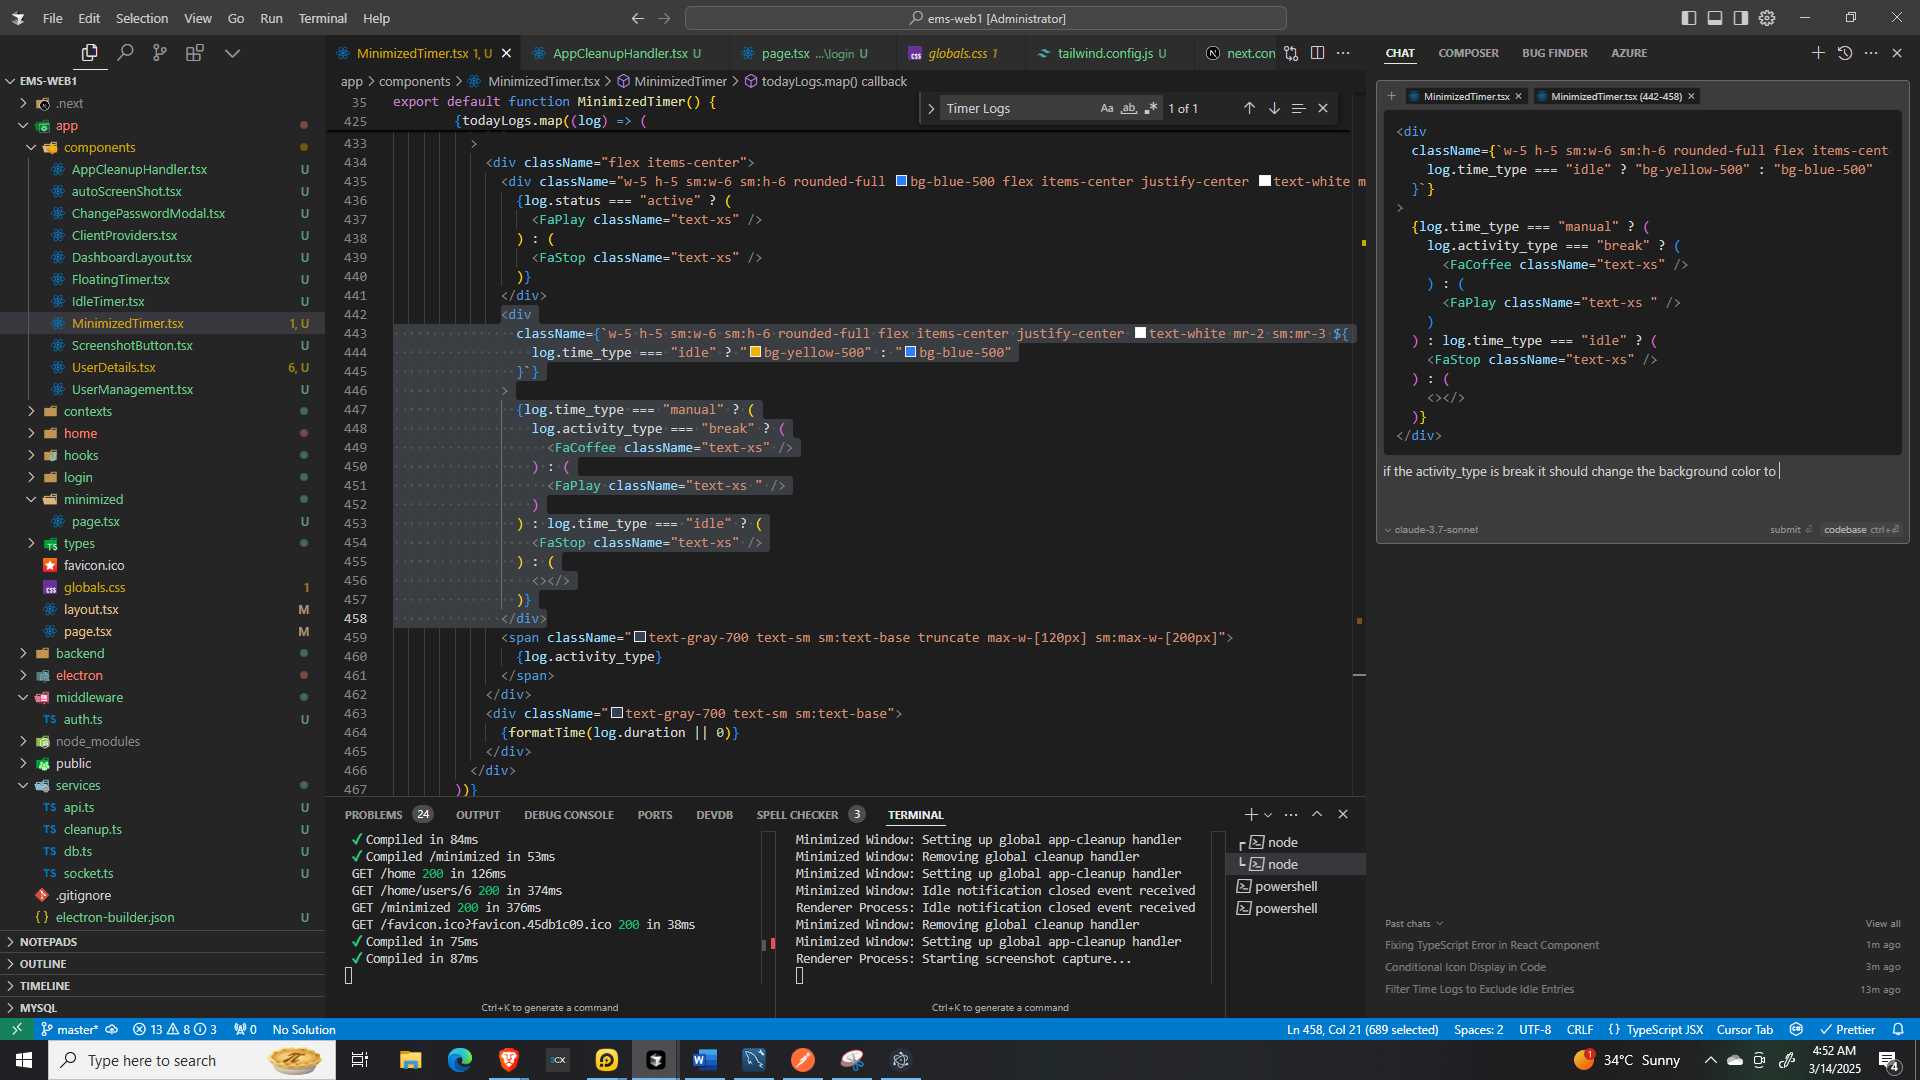 File Edit Selection View Go Run Terminal Help
ems-web1 [Administrator]
MinimizedTimer.tsx 1, U
AppCleanupHandler.tsx U
page.tsx ...\login U
globals.css 1
tailwind.config.js U
next.con
CHAT COMPOSER BUG FINDER AZURE
EMS-WEB1
.next
app
components
AppCleanupHandler.tsx U
autoScreenShot.tsx U
ChangePasswordModal.tsx U
ClientProviders.tsx U
DashboardLayout.tsx U
FloatingTimer.tsx U
IdleTimer.tsx U
MinimizedTimer.tsx 1, U
ScreenshotButton.tsx U
UserDetails.tsx 6, U
UserManagement.tsx U
contexts
home
hooks
login
minimized
page.tsx U
types
favicon.ico
globals.css 1
layout.tsx M
page.tsx M
backend
electron
middleware
TS auth.ts U
node_modules
public
services
TS api.ts U
TS cleanup.ts U
TS db.ts U
TS socket.ts U
.gitignore
{ } electron-builder.json U
NOTEPADS
OUTLINE
TIMELINE
MYSQL
app > components > MinimizedTimer.tsx > MinimizedTimer > todayLogs.map() callback
Timer Logs Aa ab .* 1 of 1
35 export default function MinimizedTimer() {
425 {todayLogs.map((log) => (
433 >
434 <div className="flex items-center">
435 <div className="w-5 h-5 sm:w-6 sm:h-6 rounded-full bg-blue-500 flex items-center justify-center text-white m
436 {log.status === "active" ? (
437 <FaPlay className="text-xs" />
438 ) : (
439 <FaStop className="text-xs" />
440 )}
441 </div>
442 <div
443 className={`w-5 h-5 sm:w-6 sm:h-6 rounded-full flex items-center justify-center text-white mr-2 sm:mr-3 ${
444 log.time_type === "idle" ? "bg-yellow-500" : "bg-blue-500"
445 }`}
446 >
447 {log.time_type === "manual" ? (
448 log.activity_type === "break" ? (
449 <FaCoffee className="text-xs" />
450 ) : (
451 <FaPlay className="text-xs " />
452 )
453 ) : log.time_type === "idle" ? (
454 <FaStop className="text-xs" />
455 ) : (
456 <></>
457 )}
458 </div>
459 <span className="text-gray-700 text-sm sm:text-base truncate max-w-[120px] sm:max-w-[200px]">
460 {log.activity_type}
461 </span>
462 </div>
463 <div className="text-gray-700 text-sm sm:text-base">
464 {formatTime(log.duration || 0)}
465 </div>
466 </div>
467 ))}
PROBLEMS 24 OUTPUT DEBUG CONSOLE PORTS DEVDB SPELL CHECKER 3 TERMINAL
✓ Compiled in 84ms
✓ Compiled /minimized in 53ms
GET /home 200 in 126ms
GET /home/users/6 200 in 374ms
GET /minimized 200 in 376ms
GET /favicon.ico?favicon.45db1c09.ico 200 in 38ms
✓ Compiled in 75ms
✓ Compiled in 87ms
Ctrl+K to generate a command
Minimized Window: Setting up global app-cleanup handler
Minimized Window: Removing global cleanup handler
Minimized Window: Setting up global app-cleanup handler
Minimized Window: Idle notification closed event received
Renderer Process: Idle notification closed event received
Minimized Window: Removing global cleanup handler
Minimized Window: Setting up global app-cleanup handler
Renderer Process: Starting screenshot capture...
Ctrl+K to generate a command
node
node
powershell
powershell
MinimizedTimer.tsx MinimizedTimer.tsx (442-458)
<div
className={`w-5 h-5 sm:w-6 sm:h-6 rounded-full flex items-cent
log.time_type === "idle" ? "bg-yellow-500" : "bg-blue-500"
}`}
>
{log.time_type === "manual" ? (
log.activity_type === "break" ? (
<FaCoffee className="text-xs" />
) : (
<FaPlay className="text-xs " />
)
) : log.time_type === "idle" ? (
<FaStop className="text-xs" />
) : (
<></>
)}
</div>
if the activity_type is break it should change the background color to
claude-3.7-sonnet submit codebase ctrl+
Past chats View all
Fixing TypeScript Error in React Component 1m ago
Conditional Icon Display in Code 3m ago
Filter Time Logs to Exclude Idle Entries 13m ago
master* 13 8 3 0 No Solution
Ln 458, Col 21 (689 selected) Spaces: 2 UTF-8 CRLF { } TypeScript JSX Cursor Tab Prettier
Type here to search
34°C Sunny
4:52 AM
3/14/2025
4